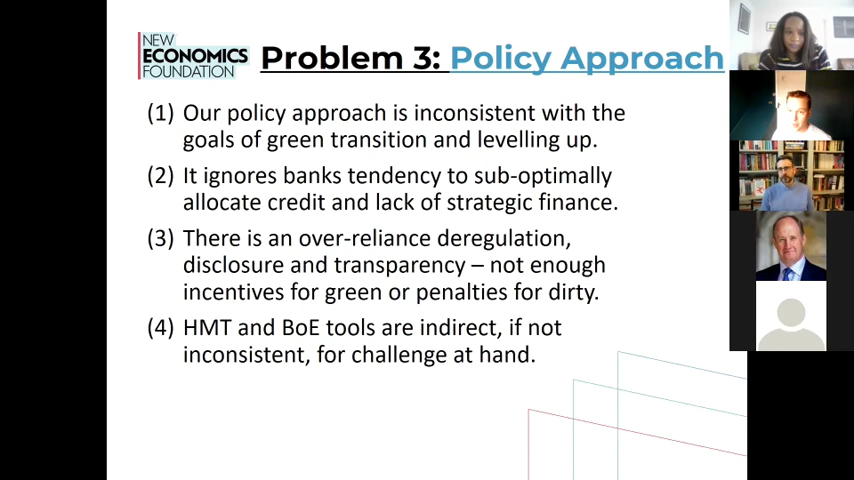 NEW
ECONOMICS
FOUNDATION
Problem 3: Policy Approach
(1) Our policy approach is inconsistent with the
goals of green transition and levelling up.
(2) It ignores banks tendency to sub-optimally
allocate credit and lack of strategic finance.
(3) There is an over-reliance deregulation,
disclosure and transparency – not enough
incentives for green or penalties for dirty.
(4) HMT and BoE tools are indirect, if not
inconsistent, for challenge at hand.